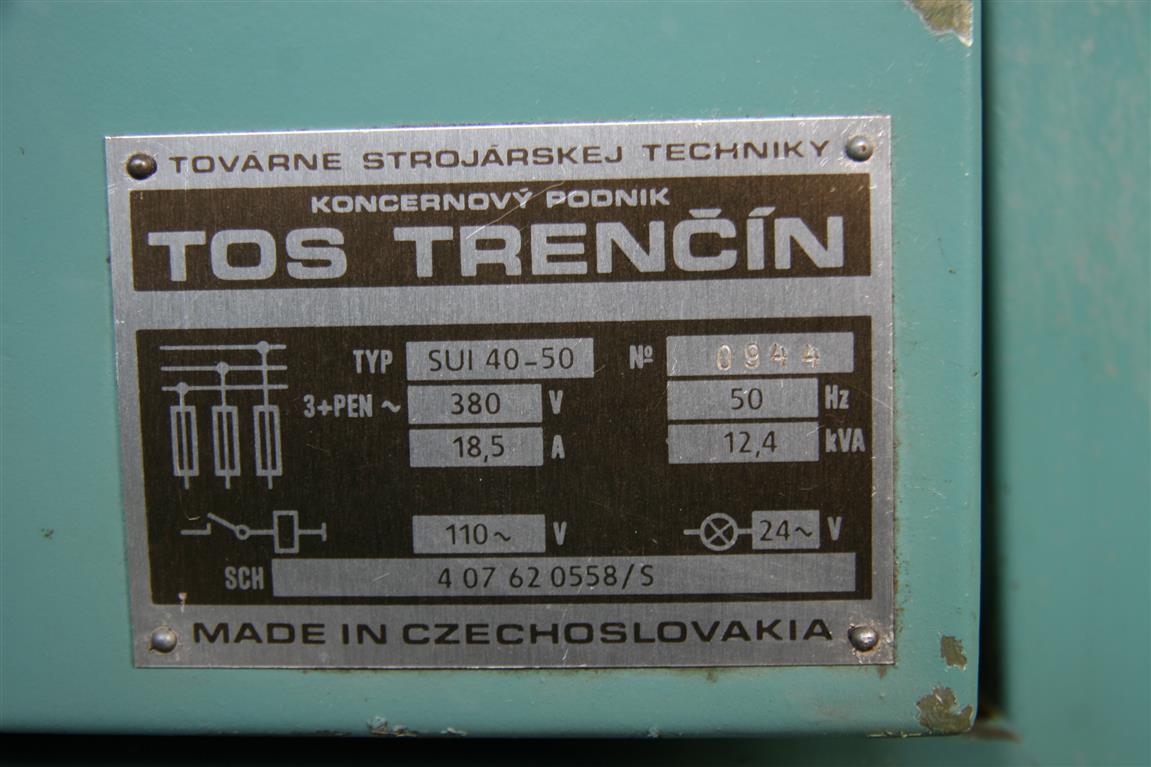 TOVÁRNE STROJÁRSKEJ TECHNIKY
KONCERNOVÝ PODNIK
TOS TRENČÍN
TYP SUI 40-50 Nº 0944
3+PEN ~ 380 V 50 Hz
18,5 A 12,4 kVA
110~ V 24~ V
SCH 4 07 62 0558/S
MADE IN CZECHOSLOVAKIA